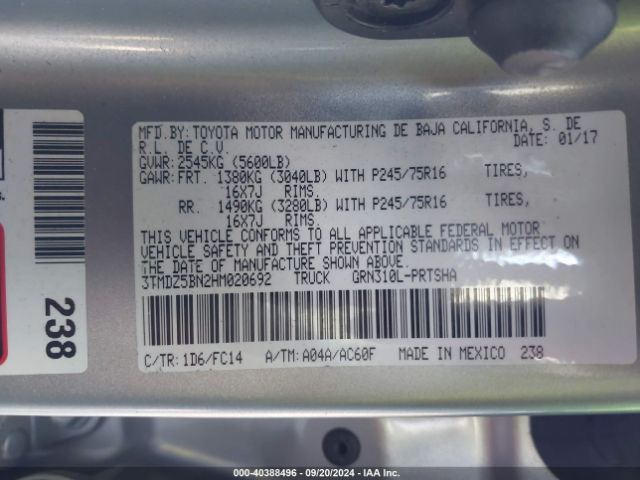 MFD.BY:TOYOTA MOTOR MANUFACTURING DE BAJA CALIFORNIA, S. DE
R.L. DE C.V. DATE: 01/17
GVWR:2545KG (5600LB)
GAWR:FRT. 1380KG (3040LB) WITH P245/75R16 TIRES,
16X7J RIMS.
RR. 1490KG (3280LB) WITH P245/75R16 TIRES,
16X7J RIMS.
THIS VEHICLE CONFORMS TO ALL APPLICABLE FEDERAL MOTOR
VEHICLE SAFETY AND THEFT PREVENTION STANDARDS IN EFFECT ON
THE DATE OF MANUFACTURE SHOWN ABOVE.
3TMDZ5BN2HM020692 TRUCK GRN310L-PRTSHA
C/TR:1D6/FC14 A/TM:A04A/AC60F MADE IN MEXICO 238
238
000-40388496 - 09/20/2024 - IAA Inc.